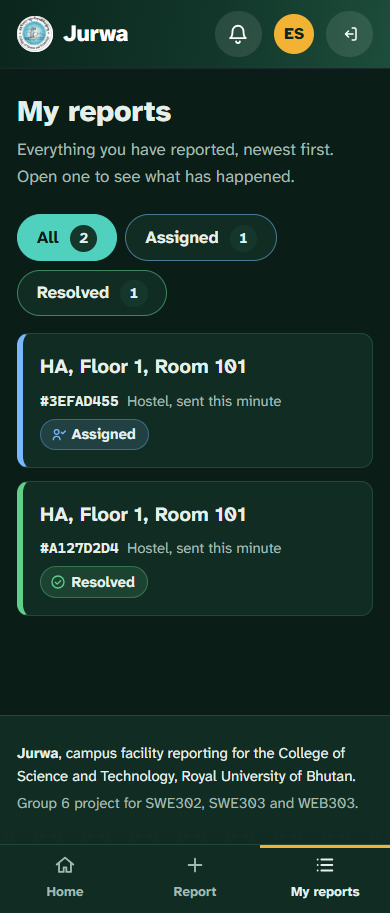 Jurwa
ES
My reports
Everything you have reported, newest first.
Open one to see what has happened.
All 2
Assigned 1
Resolved 1
HA, Floor 1, Room 101
#3EFAD455 Hostel, sent this minute
Assigned
HA, Floor 1, Room 101
#A127D2D4 Hostel, sent this minute
Resolved
Jurwa, campus facility reporting for the College of
Science and Technology, Royal University of Bhutan.
Group 6 project for SWE302, SWE303 and WEB303.
Home
Report
My reports